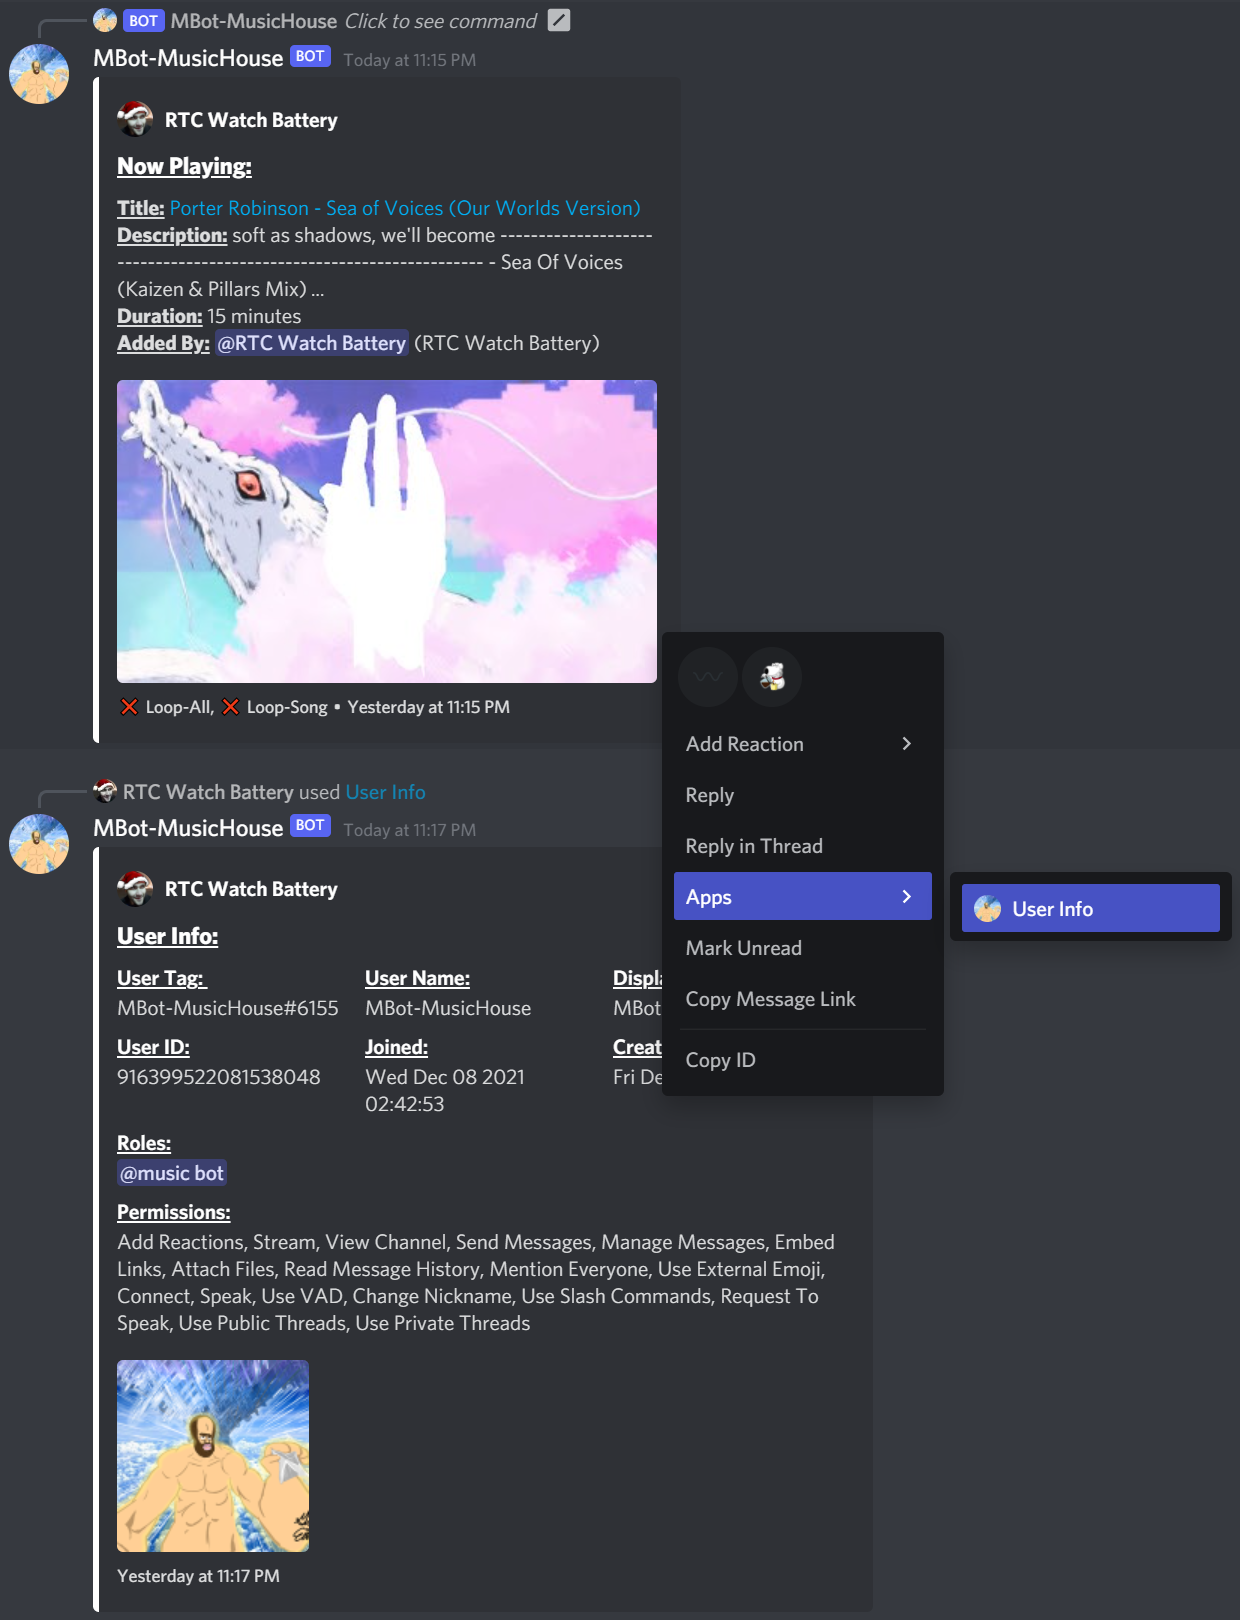 BOT MBot-MusicHouse Click to see command
MBot-MusicHouse BOT Today at 11:15 PM
RTC Watch Battery
Now Playing:
Title: Porter Robinson - Sea of Voices (Our Worlds Version)
Description: soft as shadows, we'll become --------------------
------------------------------------------------ - Sea Of Voices
(Kaizen & Pillars Mix) ...
Duration: 15 minutes
Added By: @RTC Watch Battery (RTC Watch Battery)
❌ Loop-All, ❌ Loop-Song • Yesterday at 11:15 PM
Add Reaction
Reply
Reply in Thread
Apps
User Info
Mark Unread
Copy Message Link
Copy ID
RTC Watch Battery used User Info
MBot-MusicHouse BOT Today at 11:17 PM
RTC Watch Battery
User Info:
User Tag: User Name: Displ
MBot-MusicHouse#6155 MBot-MusicHouse MBot
User ID: Joined: Creat
916399522081538048 Wed Dec 08 2021 Fri De
02:42:53
Roles:
@music bot
Permissions:
Add Reactions, Stream, View Channel, Send Messages, Manage Messages, Embed
Links, Attach Files, Read Message History, Mention Everyone, Use External Emoji,
Connect, Speak, Use VAD, Change Nickname, Use Slash Commands, Request To
Speak, Use Public Threads, Use Private Threads
Yesterday at 11:17 PM